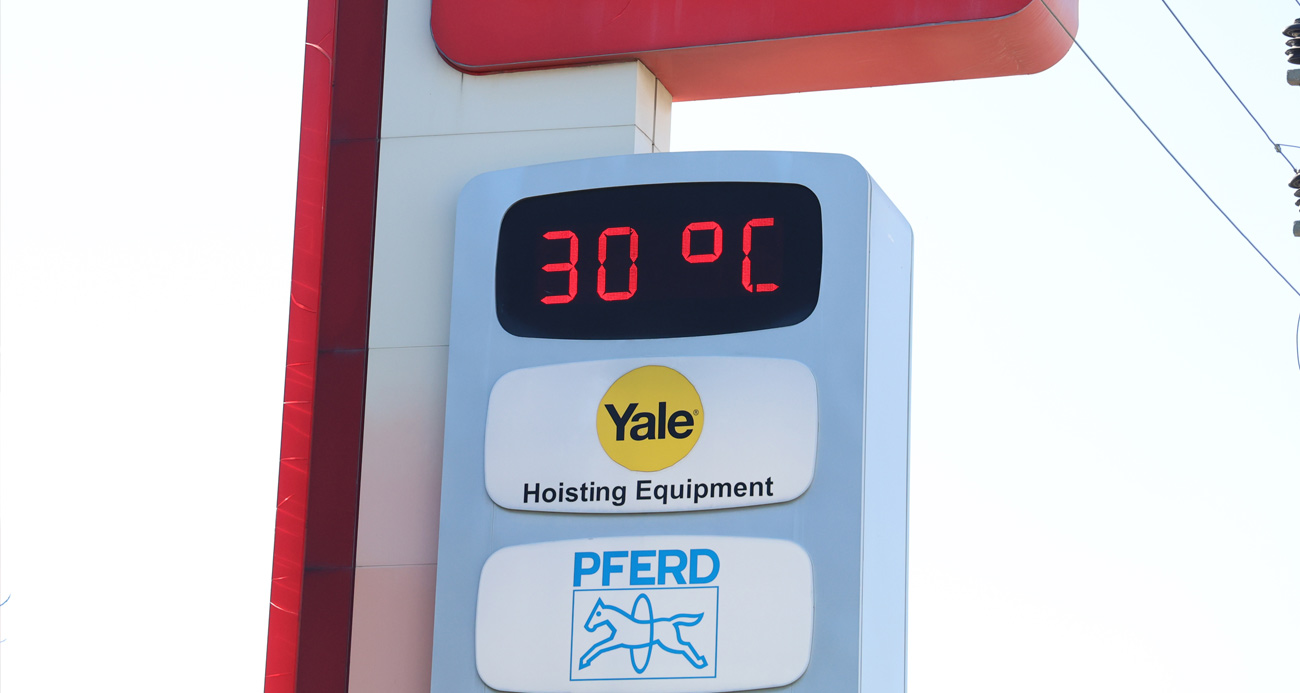 30 °C
Yale®
Hoisting Equipment
PFERD